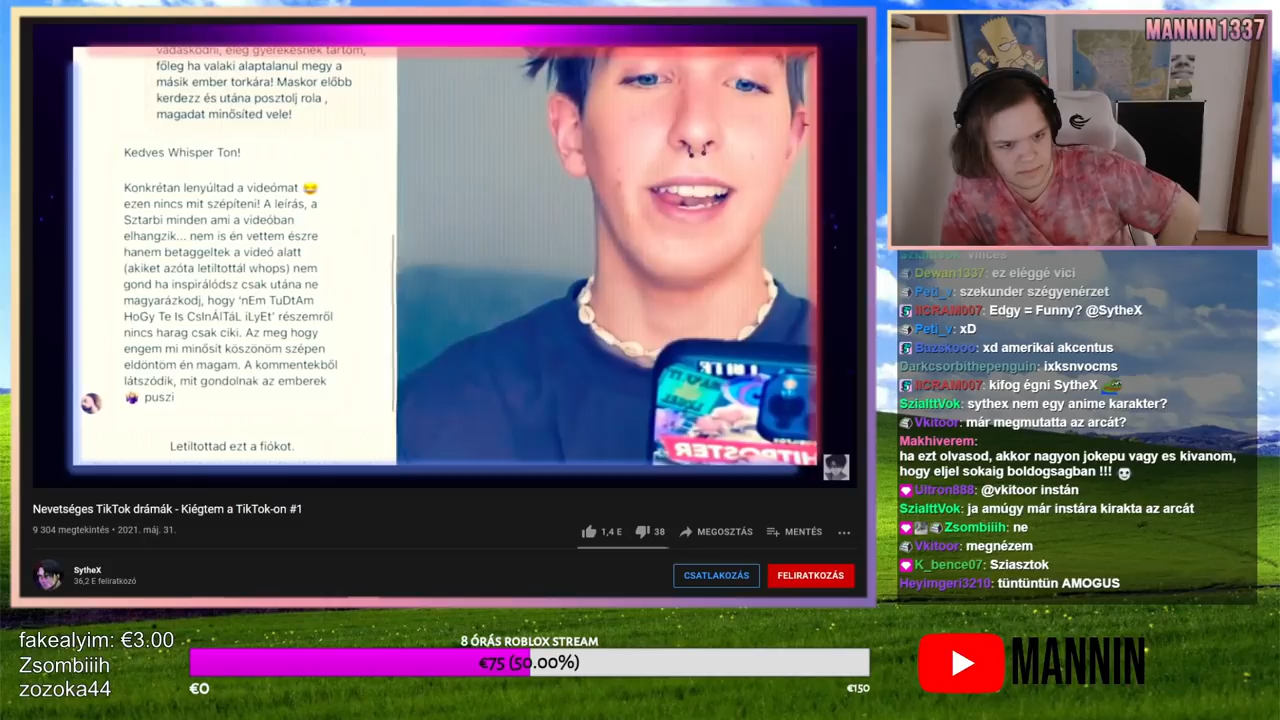 vadaskodni, elég gyerekesnek tartom,
főleg ha valaki alaptalanul megy a
másik ember torkára! Maskor előbb
kerdezz és utána posztolj rola ,
magadat minősíted vele!
Kedves Whisper Ton!
Konkrétan lenyúltad a videómat 😂
ezen nincs mit szépíteni! A leírás, a
Sztarbi minden ami a videóban
elhangzik... nem is én vettem észre
hanem betaggeltek a videó alatt
(akiket azóta letiltottál whops) nem
gond ha inspirálódsz csak utána ne
magyarázkodj, hogy 'nEm TuDtAm
HoGy Te Is CsInÁlTáL iLyEt' részemről
nincs harag csak ciki. Az meg hogy
engem mi minősít köszönöm szépen
eldöntöm én magam. A kommentekből
látszódik, mit gondolnak az emberek
puszi
Letiltottad ezt a fiókot.
HITPOSTER
Nevetséges TikTok drámák - Kiégtem a TikTok-on #1
9 304 megtekintés • 2021. máj. 31.
1,4 E
38
MEGOSZTÁS
MENTÉS
SytheX
36,2 E feliratkozó
CSATLAKOZÁS
FELIRATKOZÁS
MANNIN1337
SzialttVok: vinces
Dewan1337: ez eléggé vici
Peti_v: szekunder szégyenérzet
IICRAM007: Edgy = Funny? @SytheX
Peti_v: xD
Bazskooo: xd amerikai akcentus
Darkcsorbithepenguin: ixksnvocms
IICRAM007: kifog égni SytheX
SzialttVok: sythex nem egy anime karakter?
Vkitoor: már megmutatta az arcát?
Makhiverem:
ha ezt olvasod, akkor nagyon jokepu vagy es kivanom,
hogy eljel sokaig boldogsagban !!!
Ultron888: @vkitoor instán
SzialttVok: ja amúgy már instára kirakta az arcát
Zsombiiih: ne
Vkitoor: megnézem
K_bence07: Sziasztok
Heyimgeri3210: tüntüntün AMOGUS
fakealyim: €3.00
Zsombiiih
zozoka44
8 ÓRÁS ROBLOX STREAM
€75 (50.00%)
€0
€150
MANNIN